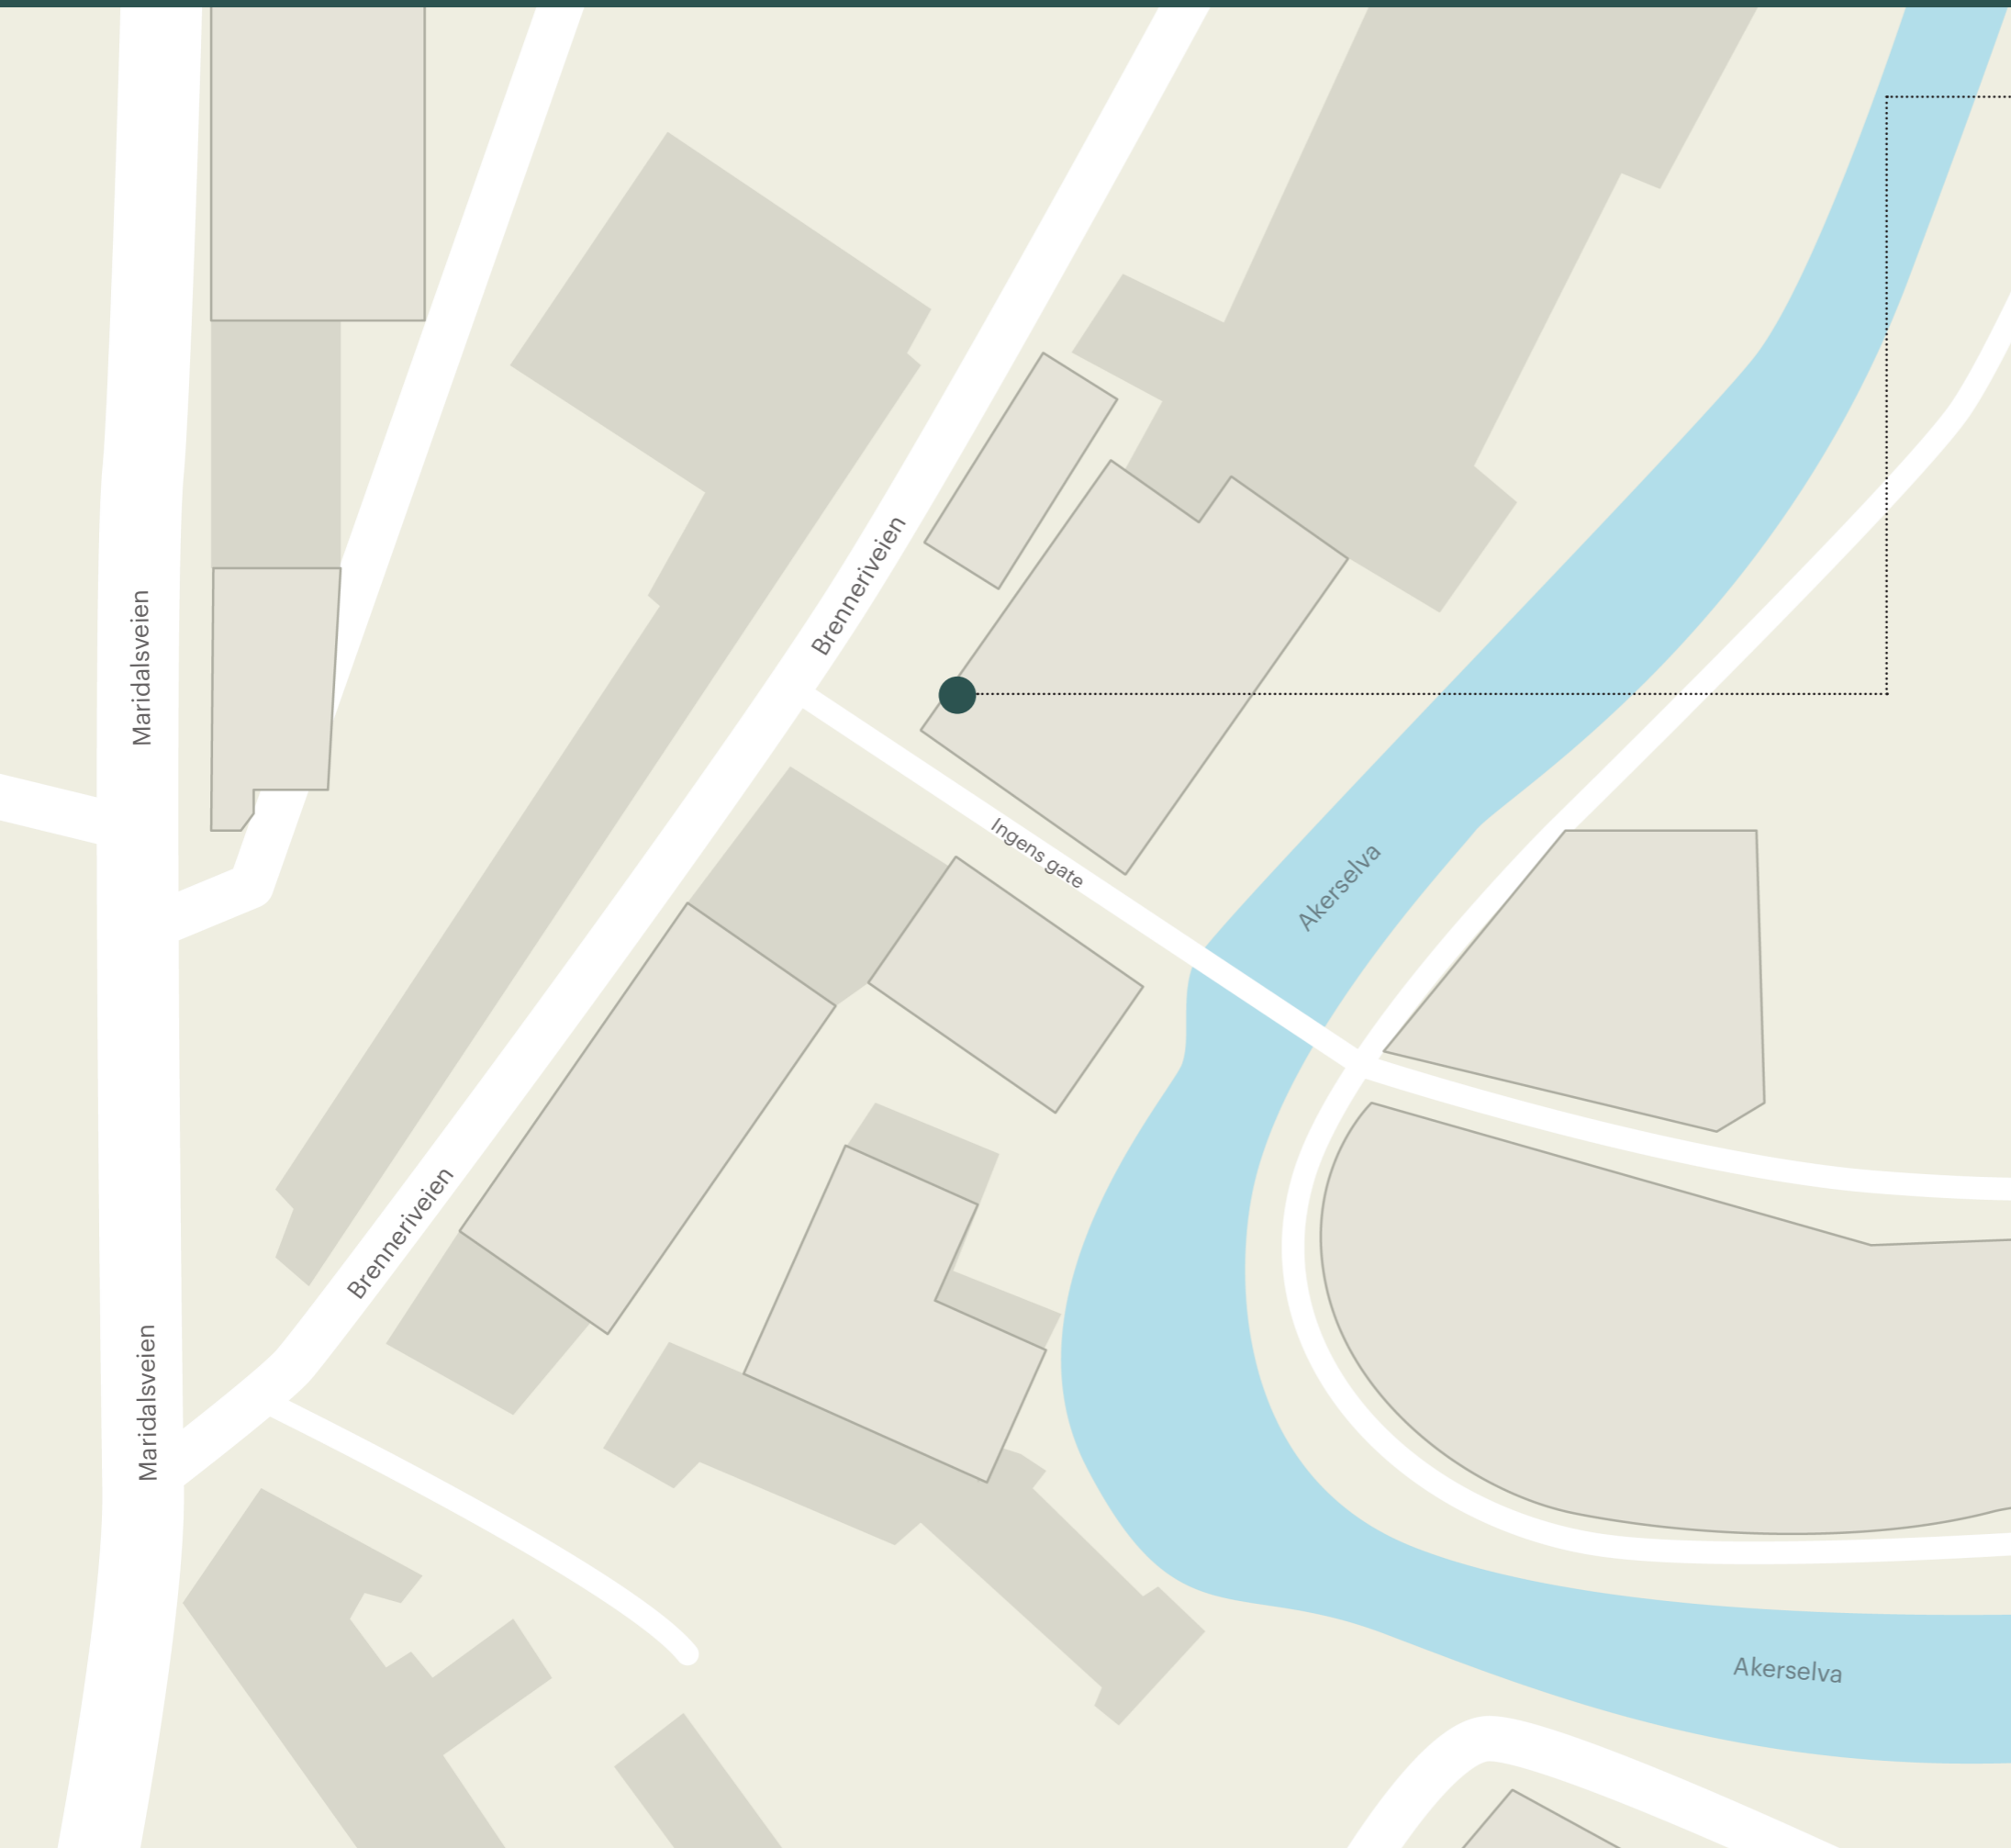 Brenneriveien
Maridalsveien
Ingens gate
Akerselva
Brenneriveien
Maridalsveien
Akerselva